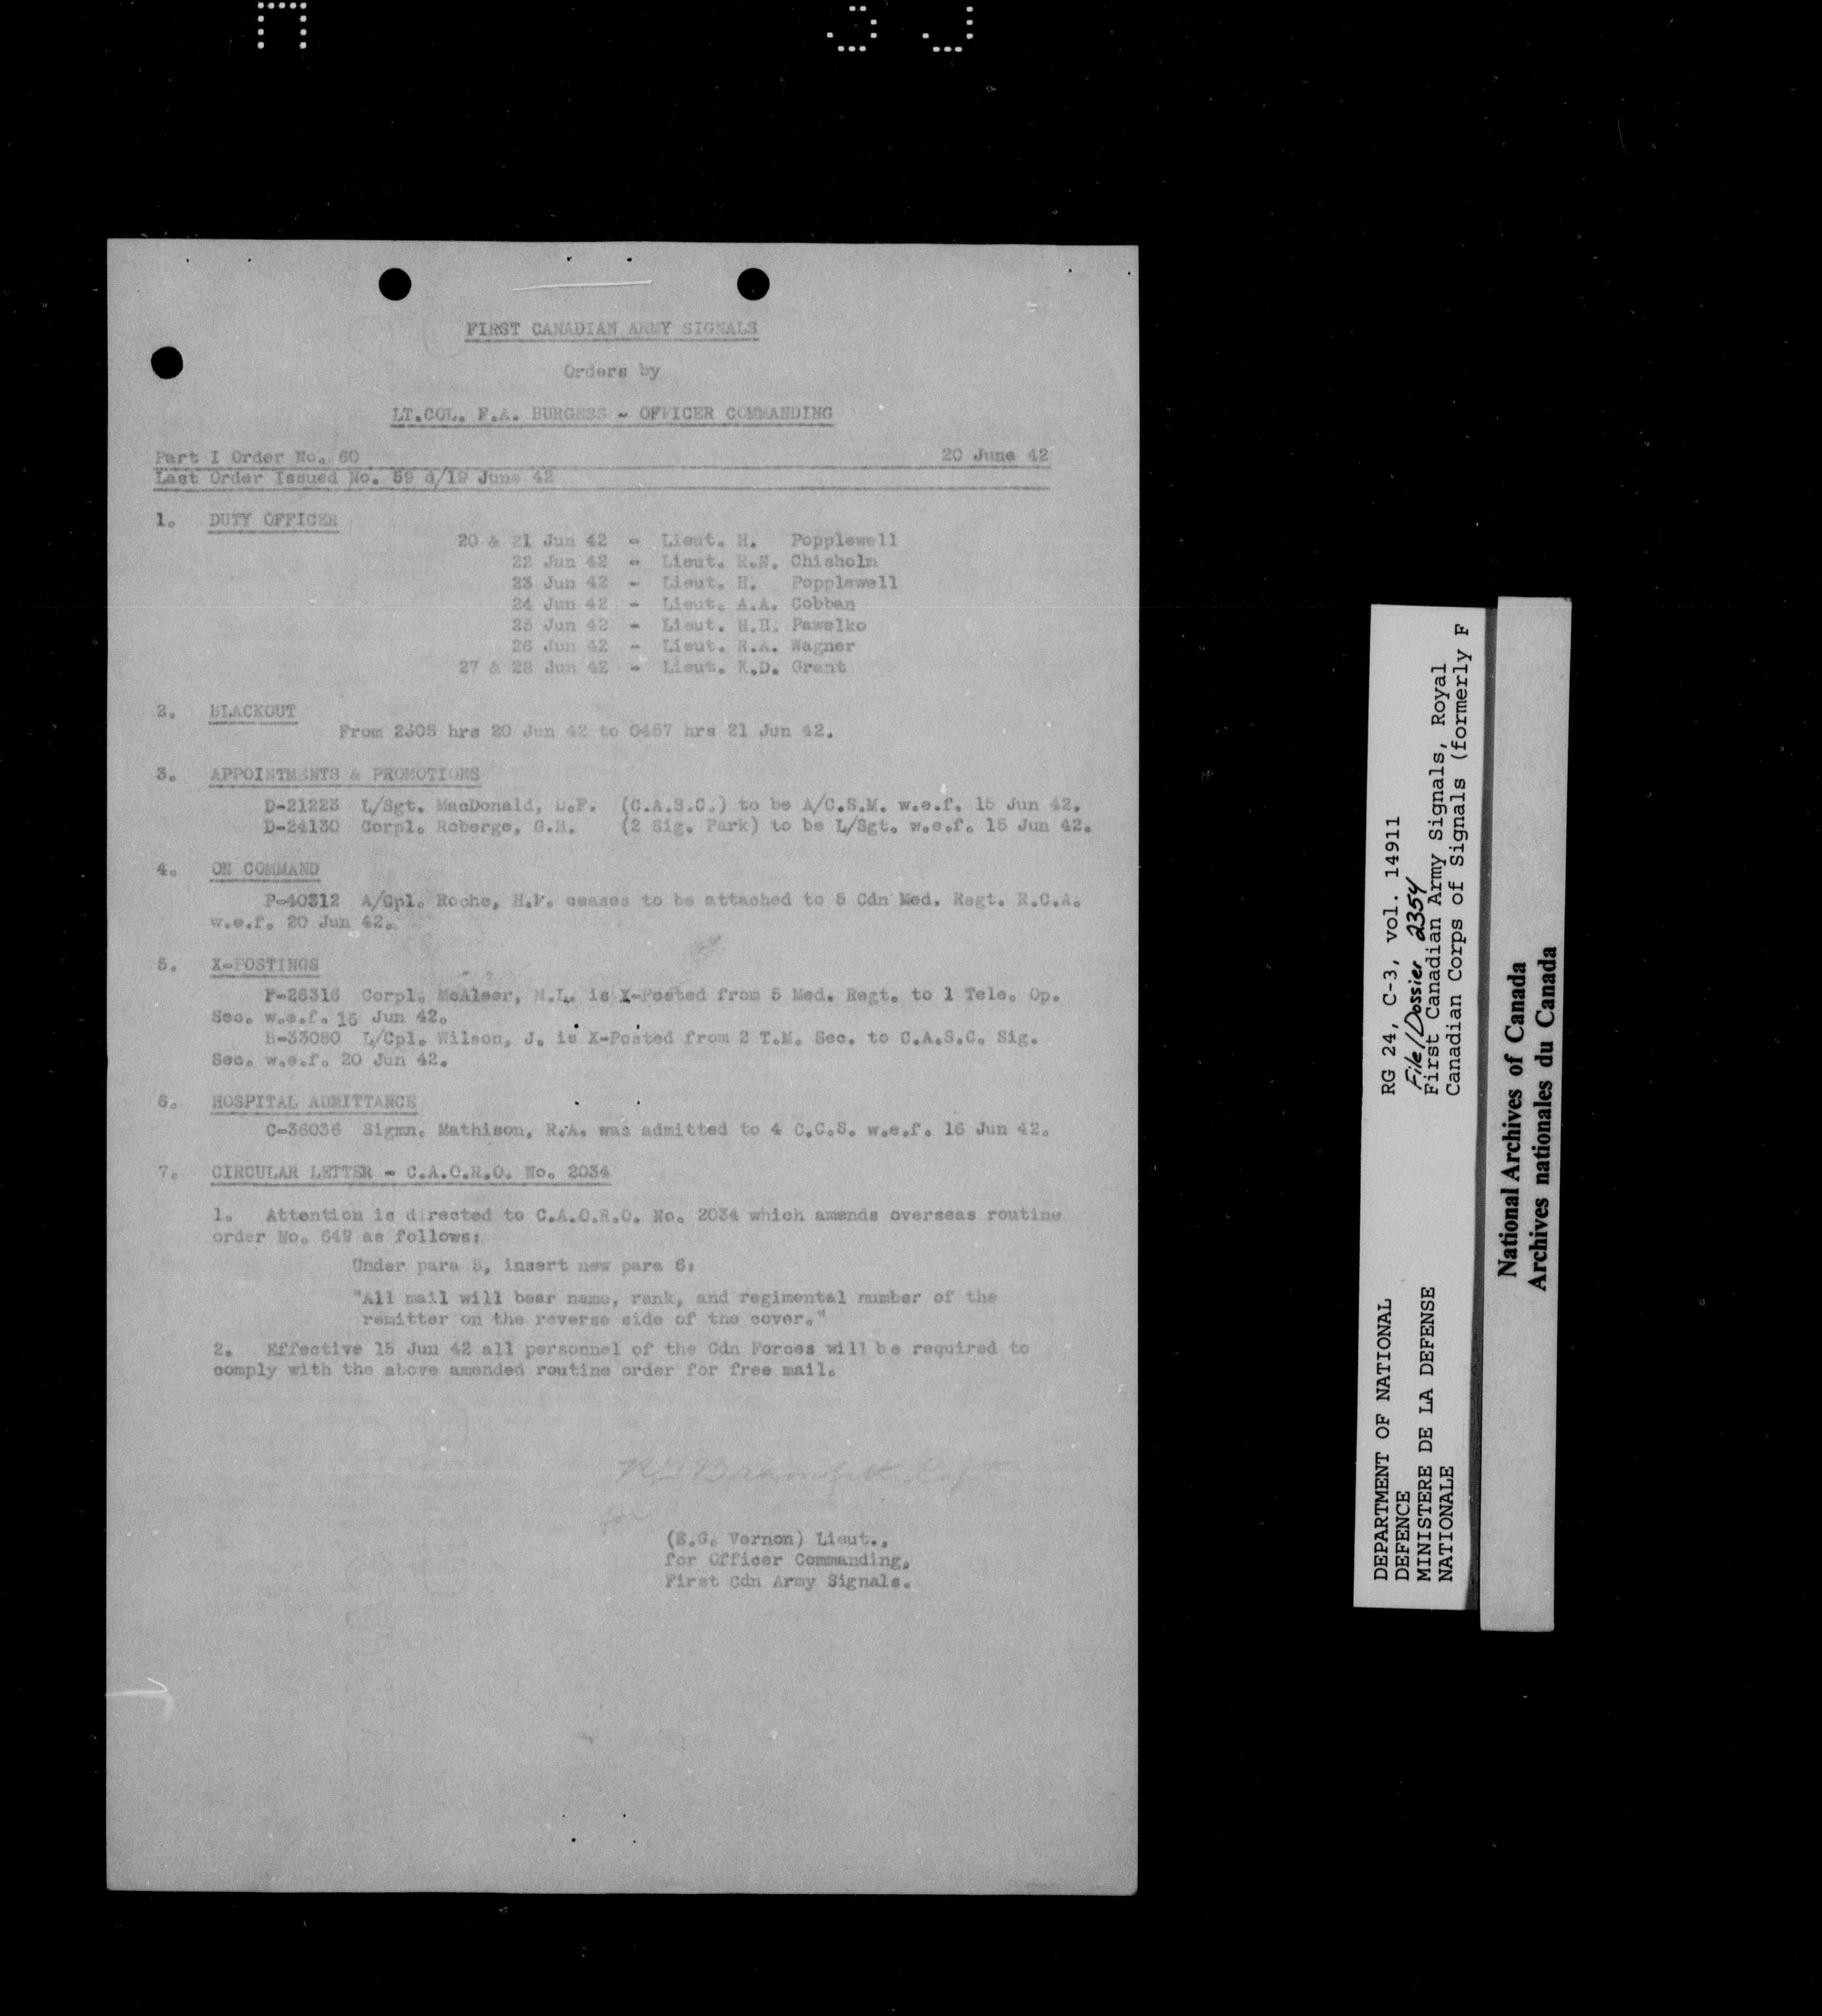 FIRST CANADIAN ARMY SIGNALS
Orders by
LT.COL. F.A. BURGESS - OFFICER COMMANDING
Part I Order No. 60 20 June 42
Last Order Issued No. 59 d/19 June 42
1. DUTY OFFICER
20 & 21 Jun 42 - Lieut. H. Popplewell
22 Jun 42 - Lieut. R.N. Chisholm
23 Jun 42 - Lieut. H. Popplewell
24 Jun 42 - Lieut. A.A. Cobban
25 Jun 42 - Lieut. Pawelko
26 Jun 42 - Lieut. R.A. Wagner
27 & 28 Jun 42 - Lieut. K.D. Grant
2. BLACKOUT
From 2305 hrs 20 Jun 42 to 0457 hrs 21 Jun 42.
3. APPOINTMENTS & PROMOTIONS
D-21223 L/Sgt. MacDonald, D.F. (C.A.S.C.) to be A/C.S.M. w.e.f. 15 Jun 42.
D-24130 Corpl. Roberge, G.H. (2 Sig. Park) to be L/Sgt. w.e.f. 15 Jun 42.
4. ON COMMAND
P-40312 A/Cpl. Roche, ceases to be attached to 5 Cdn Med. Regt. R.C.A.
w.e.f. 20 Jun 42.
5. X-POSTINGS
F-26316 Corpl. McAleer, M.L. is X-Posted from 5 Med. Regt. to 1 Tele. Op.
Sec. w.e.f. 15 Jun 42.
B-33080 L/Cpl. Wilson, J. is X-Posted from 2 T.M. Sec. to C.A.S.C. Sig.
Sec. w.e.f. 20 Jun 42.
6. HOSPITAL ADMITTANCE
C-36036 Sigmn. Mathison, R.A. was admitted to 4 C.C.S. w.e.f. 16 Jun 42.
7. CIRCULAR LETTER - C.A.O.R.O. No. 2034
1. Attention is directed to C.A.O.R.O. No. 2034 which amends overseas routine
order No. 649 as follows:
Under para 5, insert new para 6:
"All mail will bear name, rank, and regimental number of the
remitter on the reverse side of the cover."
2. Effective 15 Jun 42 all personnel of the Cdn Forces will be required to
comply with the above amended routine order for free mail.
for
(E.G. Vernon) Lieut.,
for Officer Commanding,
First Cdn Army Signals.
DEPARTMENT OF NATIONAL
DEFENCE
MINISTERE DE LA DEFENSE
NATIONALE
RG 24, C-3, vol. 14911
File/Dossier 2354
First Canadian Army Signals, Royal
Canadian Corps of Signals (formerly F
National Archives of Canada
Archives nationales du Canada